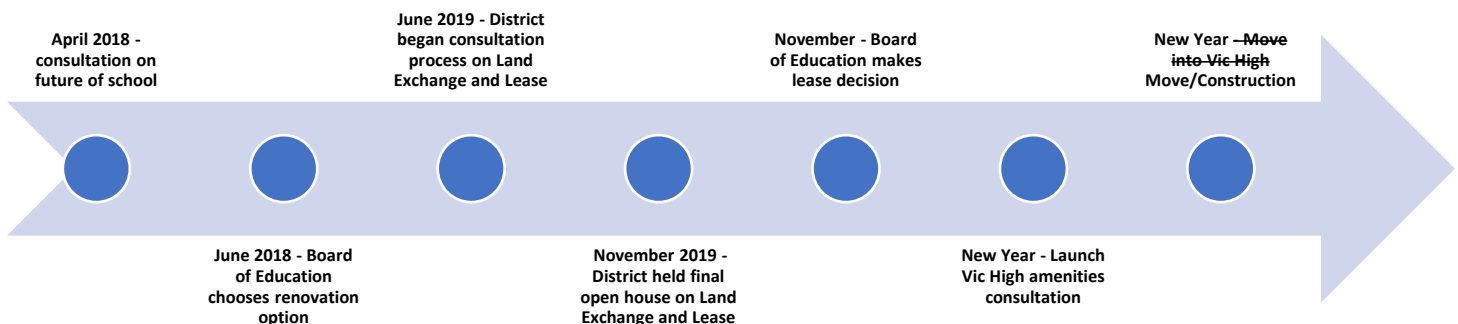 April 2018 -
consultation on
future of school
June 2018 - Board
of Education
chooses renovation
option
June 2019 - District
began consultation
process on Land
Exchange and Lease
November 2019 -
District held final
open house on Land
Exchange and Lease
November - Board
of Education makes
lease decision
New Year - Launch
Vic High amenities
consultation
New Year - Move
into Vic High
Move/Construction